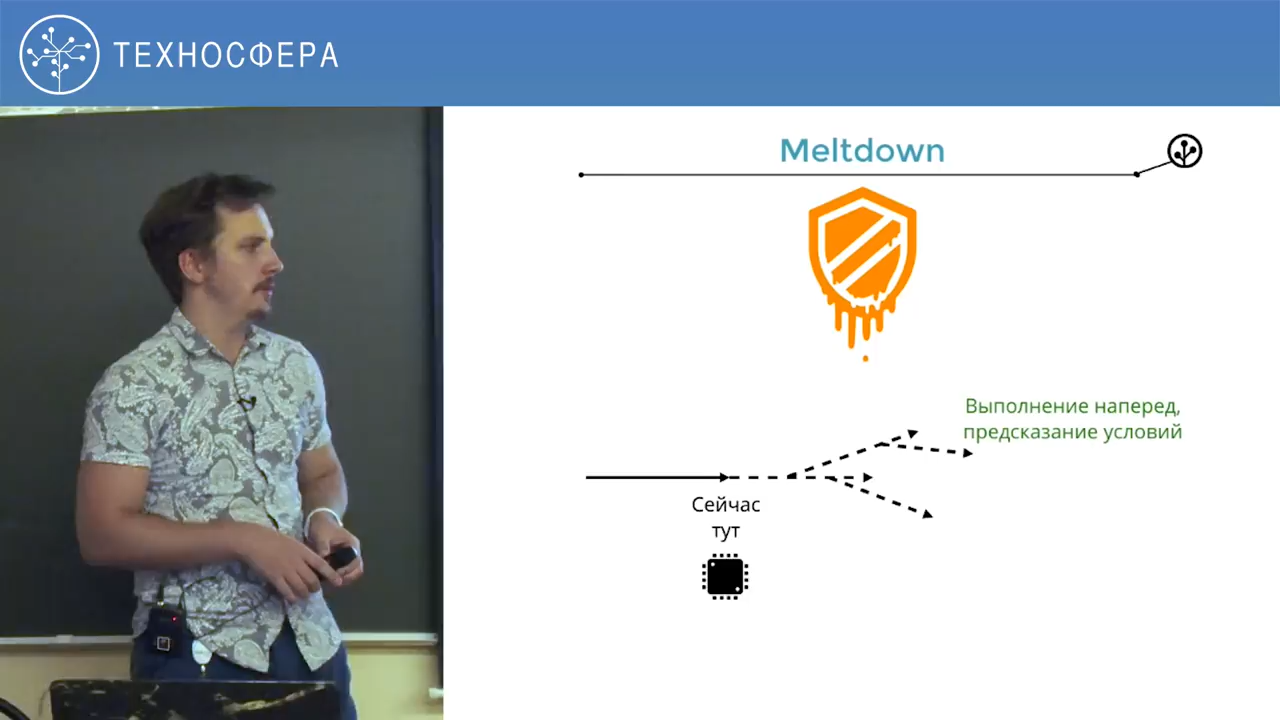 ТЕХНОСФЕРА
Meltdown
Выполнение наперед,
предсказание условий
Сейчас
тут